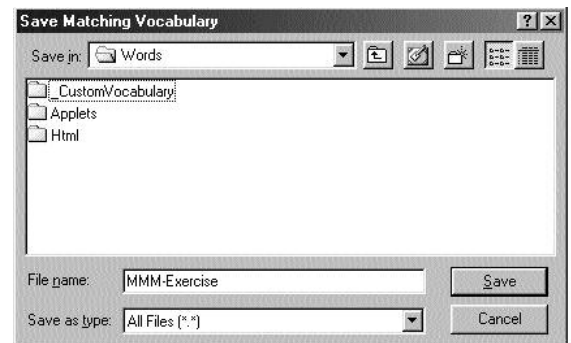 Save Matching Vocabulary
Save in: Words
_CustomVocabulary
Applets
Html
File name: MMM-Exercise Save
Save as type: All Files (*.*) Cancel